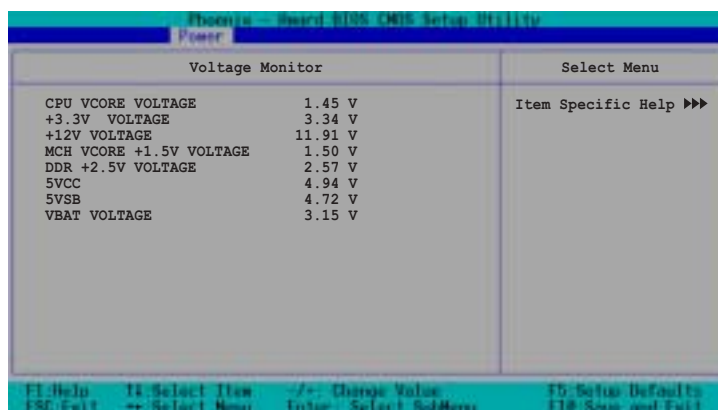 Phoenix - Award BIOS CMOS Setup Utility
Power
Voltage Monitor
Select Menu
CPU VCORE VOLTAGE 1.45 V
Item Specific Help ▶▶▶
+3.3V VOLTAGE 3.34 V
+12V VOLTAGE 11.91 V
MCH VCORE +1.5V VOLTAGE 1.50 V
DDR +2.5V VOLTAGE 2.57 V
5VCC 4.94 V
5VSB 4.72 V
VBAT VOLTAGE 3.15 V
F1:Help ↑↓ Select Item -/+ Change Value F5:Setup Defaults
ESC:Exit ↔ Select Menu Enter: Select SubMenu F10:Save and Exit